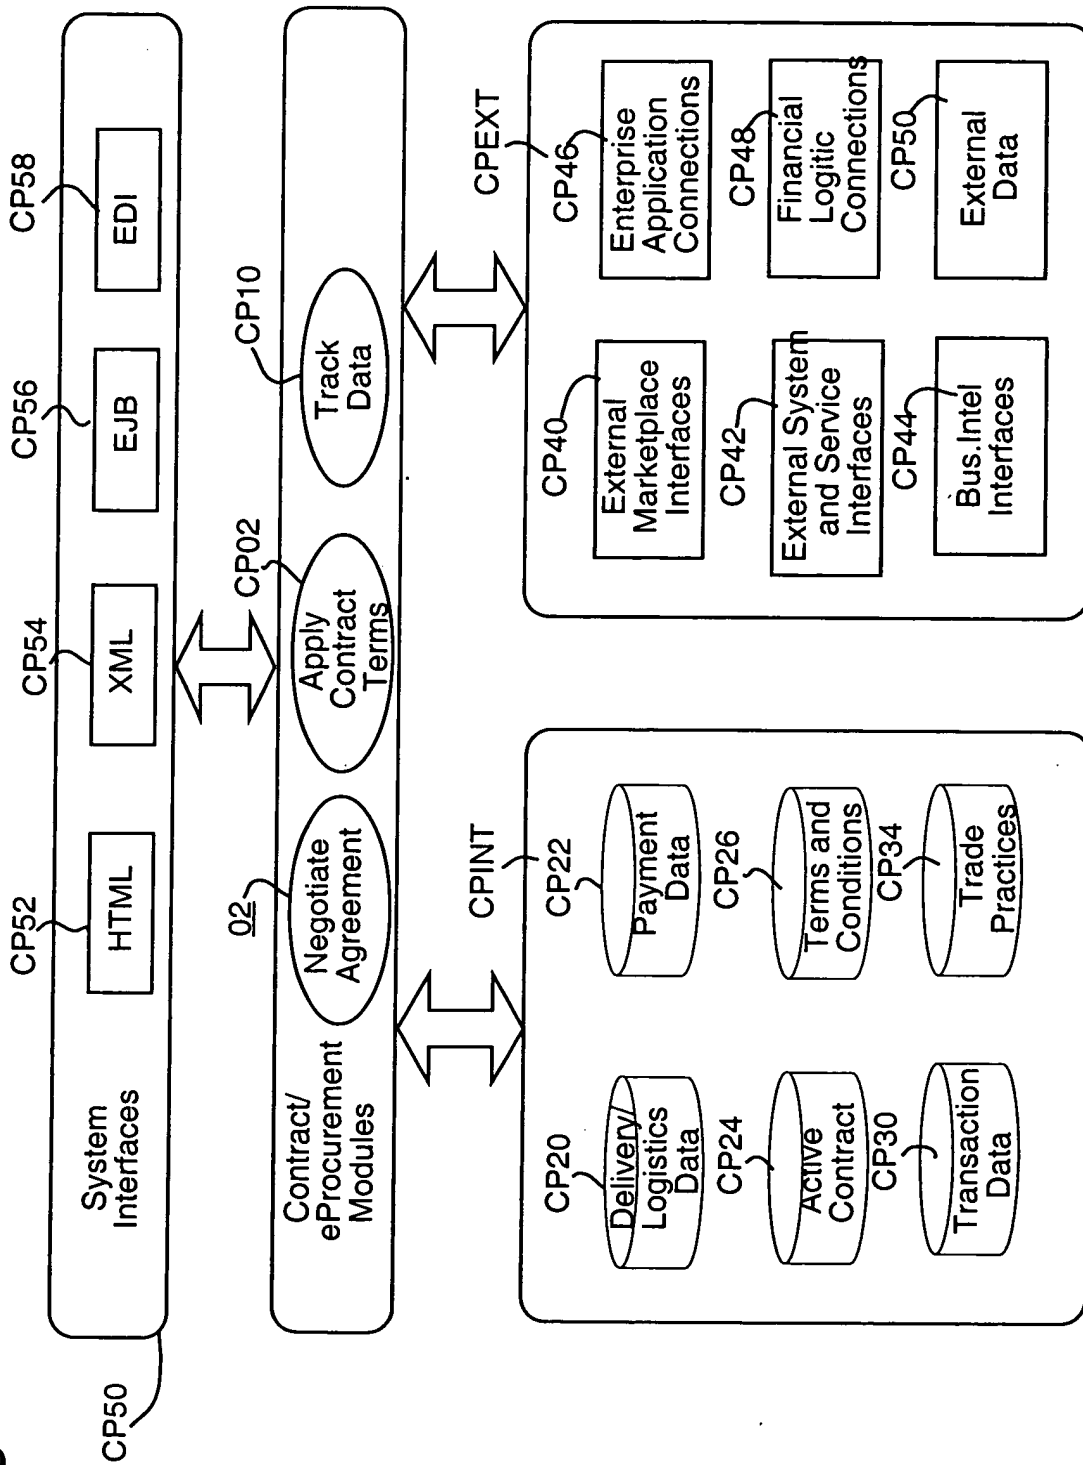 CP50
System
Interfaces
CP52
HTML
CP54
XML
CP56
EJB
CP58
EDI
Contract/
eProcurement
Modules
02
Negotiate
Agreement
CP02
Apply
Contract
Terms
CP10
Track
Data
CPINT
CP20
Delivery/
Logistics
Data
CP22
Payment
Data
CP24
Active
Contract
CP26
Terms and
Conditions
CP30
Transaction
Data
CP34
Trade
Practices
CPEXT
CP40
External
Marketplace
Interfaces
CP46
Enterprise
Application
Connections
CP42
External System
and Service
Interfaces
CP48
Financial
Logitic
Connections
CP44
Bus.Intel
Interfaces
CP50
External
Data